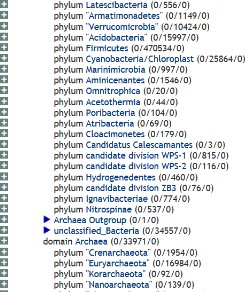 phylum Latescibacteria (0/556/0)
phylum "Armatimonadetes" (0/1149/0)
phylum "Verrucomicrobia" (0/10424/0)
phylum "Acidobacteria" (0/15997/0)
phylum Firmicutes (0/470534/0)
phylum Cyanobacteria/Chloroplast (0/25864/0)
phylum Marinimicrobia (0/997/0)
phylum Aminicenantes (0/1546/0)
phylum Omnitrophica (0/20/0)
phylum Acetothermia (0/44/0)
phylum Poribacteria (0/104/0)
phylum Atribacteria (0/69/0)
phylum Cloacimonetes (0/179/0)
phylum Candidatus Calescamantes (0/3/0)
phylum candidate division WPS-1 (0/815/0)
phylum candidate division WPS-2 (0/116/0)
phylum Hydrogenedentes (0/460/0)
phylum candidate division ZB3 (0/76/0)
phylum Ignavibacteriae (0/774/0)
phylum Nitrospinae (0/537/0)
Archaea Outgroup (0/1/0)
unclassified_Bacteria (0/34557/0)
domain Archaea (0/33971/0)
phylum "Crenarchaeota" (0/1954/0)
phylum "Euryarchaeota" (0/16984/0)
phylum "Korarchaeota" (0/92/0)
phylum "Nanoarchaeota" (0/139/0)